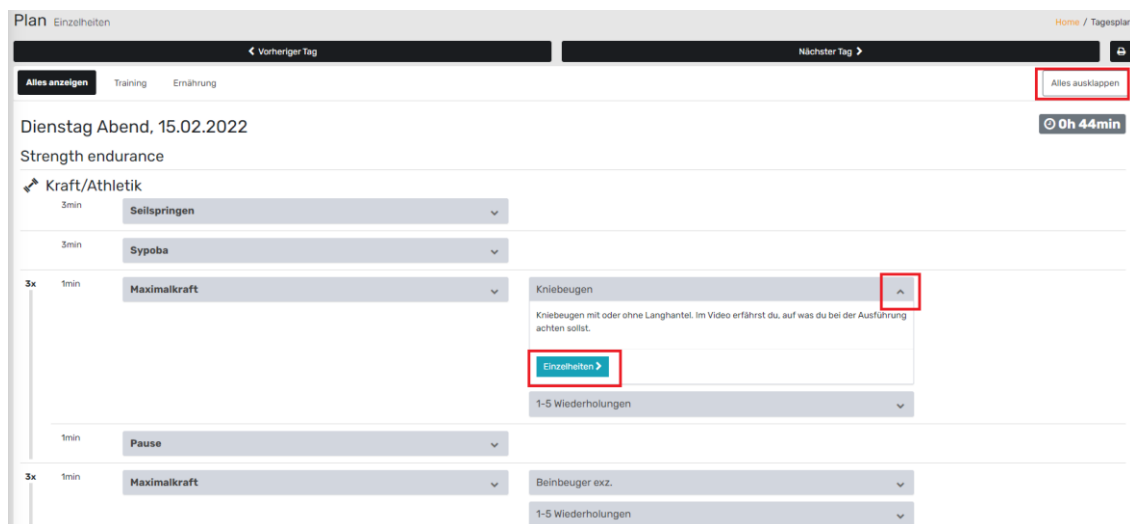 Plan Einzelheiten
Home / Tagesplan
Vorheriger Tag
Nächster Tag
Alles anzeigen Training Ernährung
Alles ausklappen
Dienstag Abend, 15.02.2022
0h 44min
Strength endurance
Kraft/Athletik
3min Seilspringen
3min Sypoba
3x 1min Maximalkraft Kniebeugen
Kniebeugen mit oder ohne Langhantel. Im Video erfährst du, auf was du bei der Ausführung
achten sollst.
Einzelheiten
1-5 Wiederholungen
1min Pause
3x 1min Maximalkraft Beinbeuger exz.
1-5 Wiederholungen